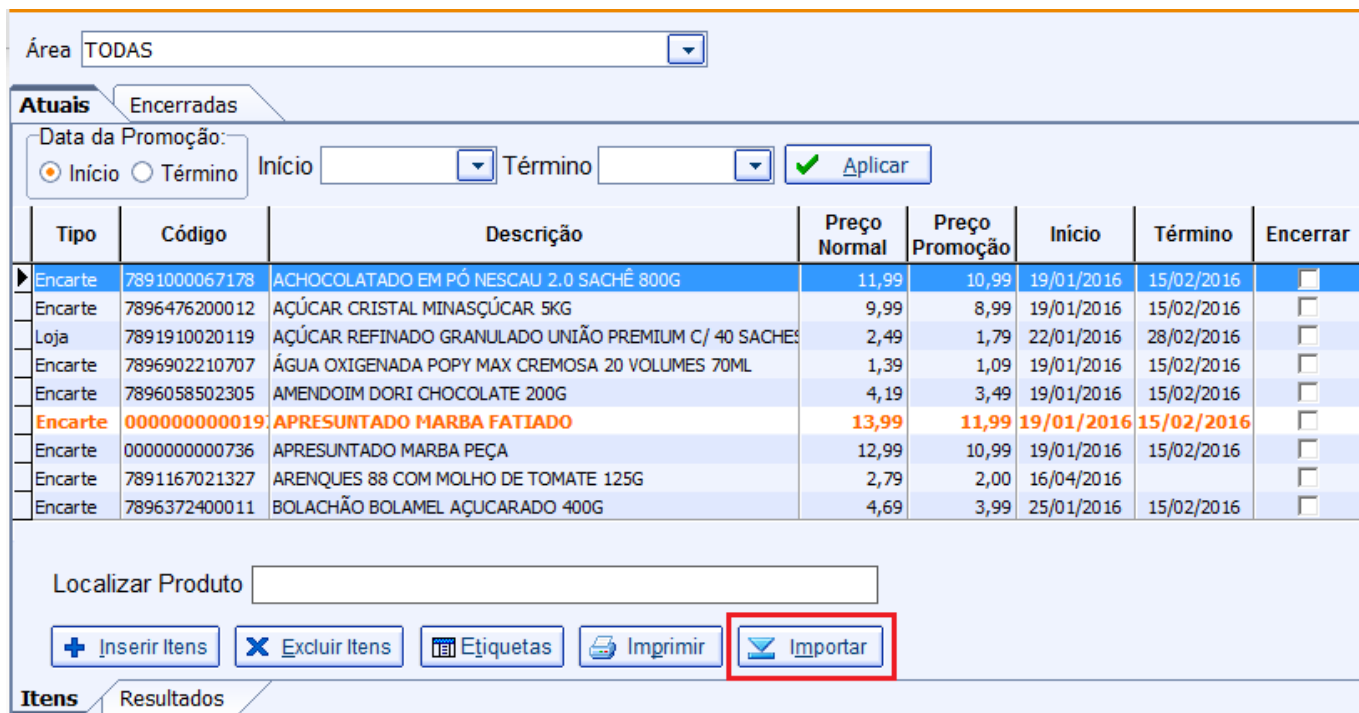 Área TODAS
Atuais Encerradas
Data da Promoção:
Início Término Início Término Aplicar
Tipo Código Descrição Preço Normal Preço Promoção Início Término Encerrar
Encarte 7891000067178 ACHOCOLATADO EM PÓ NESCAU 2.0 SACHÊ 800G 11,99 10,99 19/01/2016 15/02/2016
Encarte 7896476200012 AÇÚCAR CRISTAL MINASÇÚCAR 5KG 9,99 8,99 19/01/2016 15/02/2016
Loja 7891910020119 AÇÚCAR REFINADO GRANULADO UNIÃO PREMIUM C/ 40 SACHES 2,49 1,79 22/01/2016 28/02/2016
Encarte 7896902210707 ÁGUA OXIGENADA POPY MAX CREMOSA 20 VOLUMES 70ML 1,39 1,09 19/01/2016 15/02/2016
Encarte 7896058502305 AMENDOIM DORI CHOCOLATE 200G 4,19 3,49 19/01/2016 15/02/2016
Encarte 000000000019 APRESUNTADO MARBA FATIADO 13,99 11,99 19/01/2016 15/02/2016
Encarte 0000000000736 APRESUNTADO MARBA PEÇA 12,99 10,99 19/01/2016 15/02/2016
Encarte 7891167021327 ARENQUES 88 COM MOLHO DE TOMATE 125G 2,79 2,00 16/04/2016
Encarte 7896372400011 BOLACHÃO BOLAMEL AÇUCARADO 400G 4,69 3,99 25/01/2016 15/02/2016
Localizar Produto
Inserir Itens Excluir Itens Etiquetas Imprimir Importar
Itens Resultados